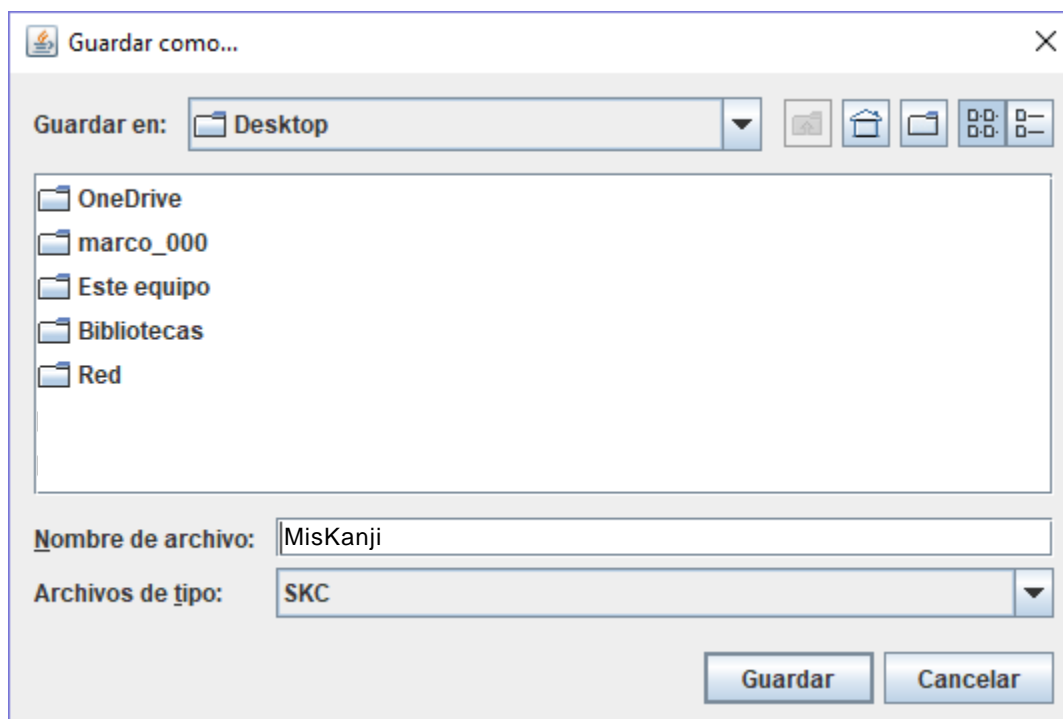 Guardar como...
Guardar en: Desktop
OneDrive
marco_000
Este equipo
Bibliotecas
Red
Nombre de archivo: MisKanji
Archivos de tipo: SKC
Guardar Cancelar